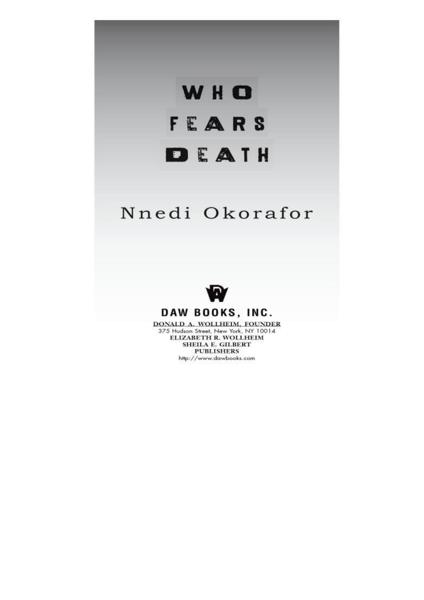 WHO
FEARS
DEATH
Nnedi Okorafor
DAW
DAW BOOKS, INC.
DONALD A. WOLLHEIM, FOUNDER
375 Hudson Street, New York, NY 10014
ELIZABETH R. WOLLHEIM
SHEILA E. GILBERT
PUBLISHERS
http://www.dawbooks.com